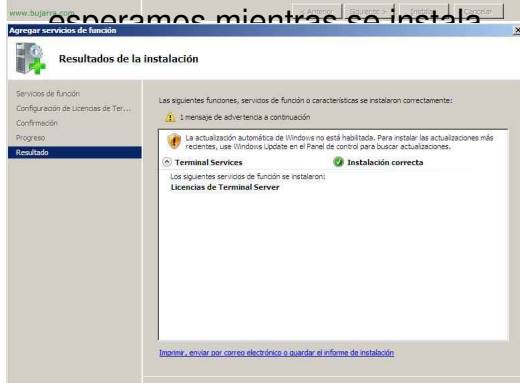 www.bujarra.com
< Anterior Siguiente > Instalar Cancelar
esperamos mientras se instala
Agregar servicios de función
Resultados de la instalación
Servicios de función
Configuración de Licencias de Ter...
Confirmación
Progreso
Resultado
Las siguientes funciones, servicios de función o características se instalaron correctamente:
1 mensaje de advertencia a continuación
La actualización automática de Windows no está habilitada. Para instalar las actualizaciones más
recientes, use Windows Update en el Panel de control para buscar actualizaciones.
Terminal Services Instalación correcta
Los siguientes servicios de función se instalaron:
Licencias de Terminal Server
Imprimir, enviar por correo electrónico o guardar el informe de instalación